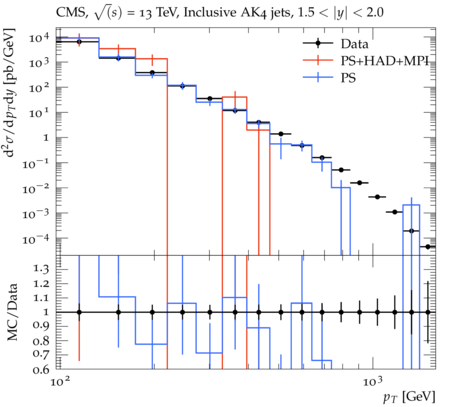 CMS, √(s) = 13 TeV, Inclusive AK4 jets, 1.5 < |y| < 2.0
d²σ/dp_T dy [pb/GeV]
10⁴
10³
10²
10¹
1
10⁻¹
10⁻²
10⁻³
10⁻⁴
Data
PS+HAD+MPI
PS
MC/Data
1.3
1.2
1.1
1
0.9
0.8
0.7
0.6
10²
10³
p_T [GeV]